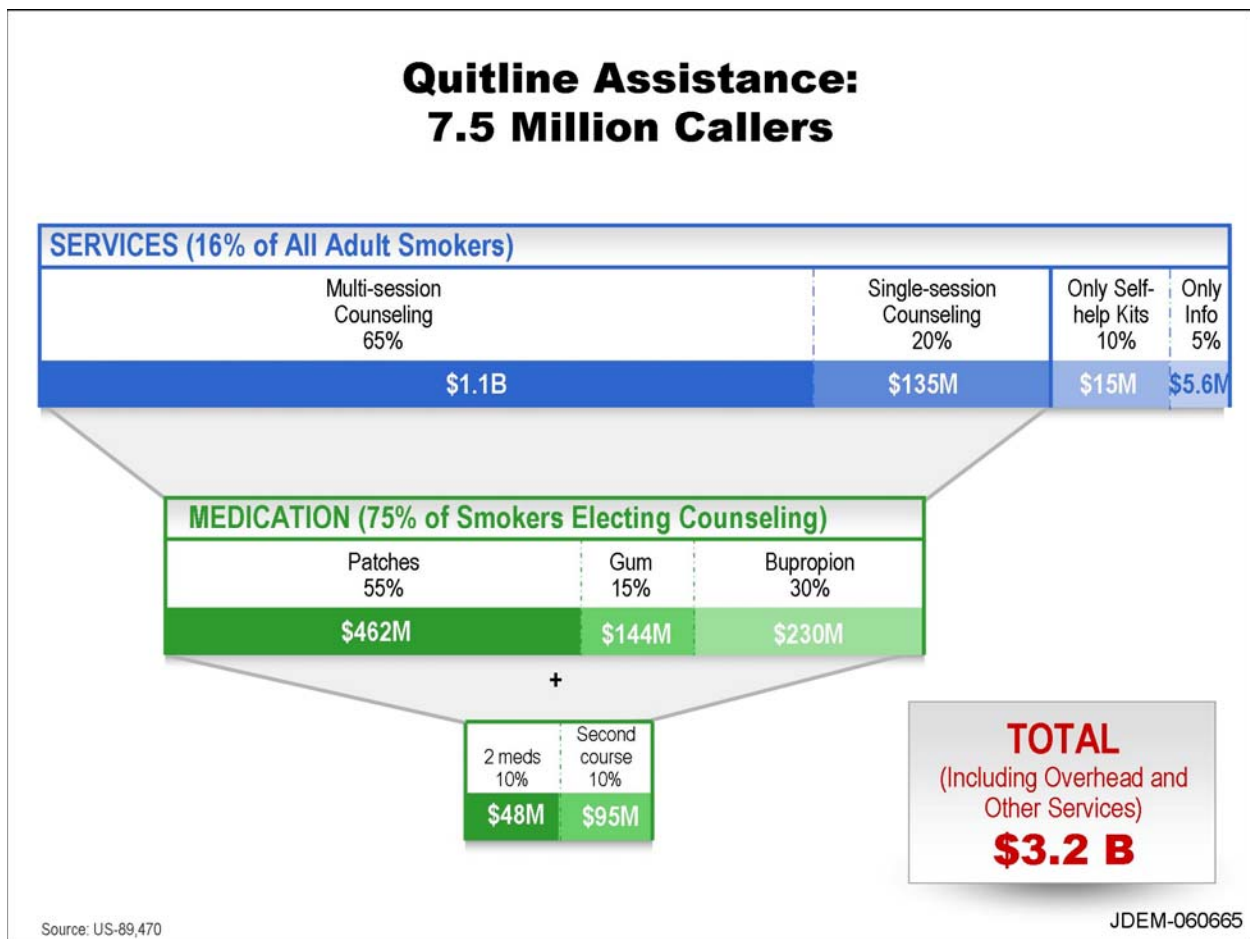 Quitline Assistance:
7.5 Million Callers
SERVICES (16% of All Adult Smokers)
Multi-session
Counseling
65%
Single-session
Counseling
20%
Only Self-
help Kits
10%
Only
Info
5%
$1.1B
$135M
$15M
$5.6M
MEDICATION (75% of Smokers Electing Counseling)
Patches
55%
Gum
15%
Bupropion
30%
$462M
$144M
$230M
+
2 meds
10%
Second
course
10%
$48M
$95M
TOTAL
(Including Overhead and
Other Services)
$3.2 B
Source: US-89,470
JDEM-060665